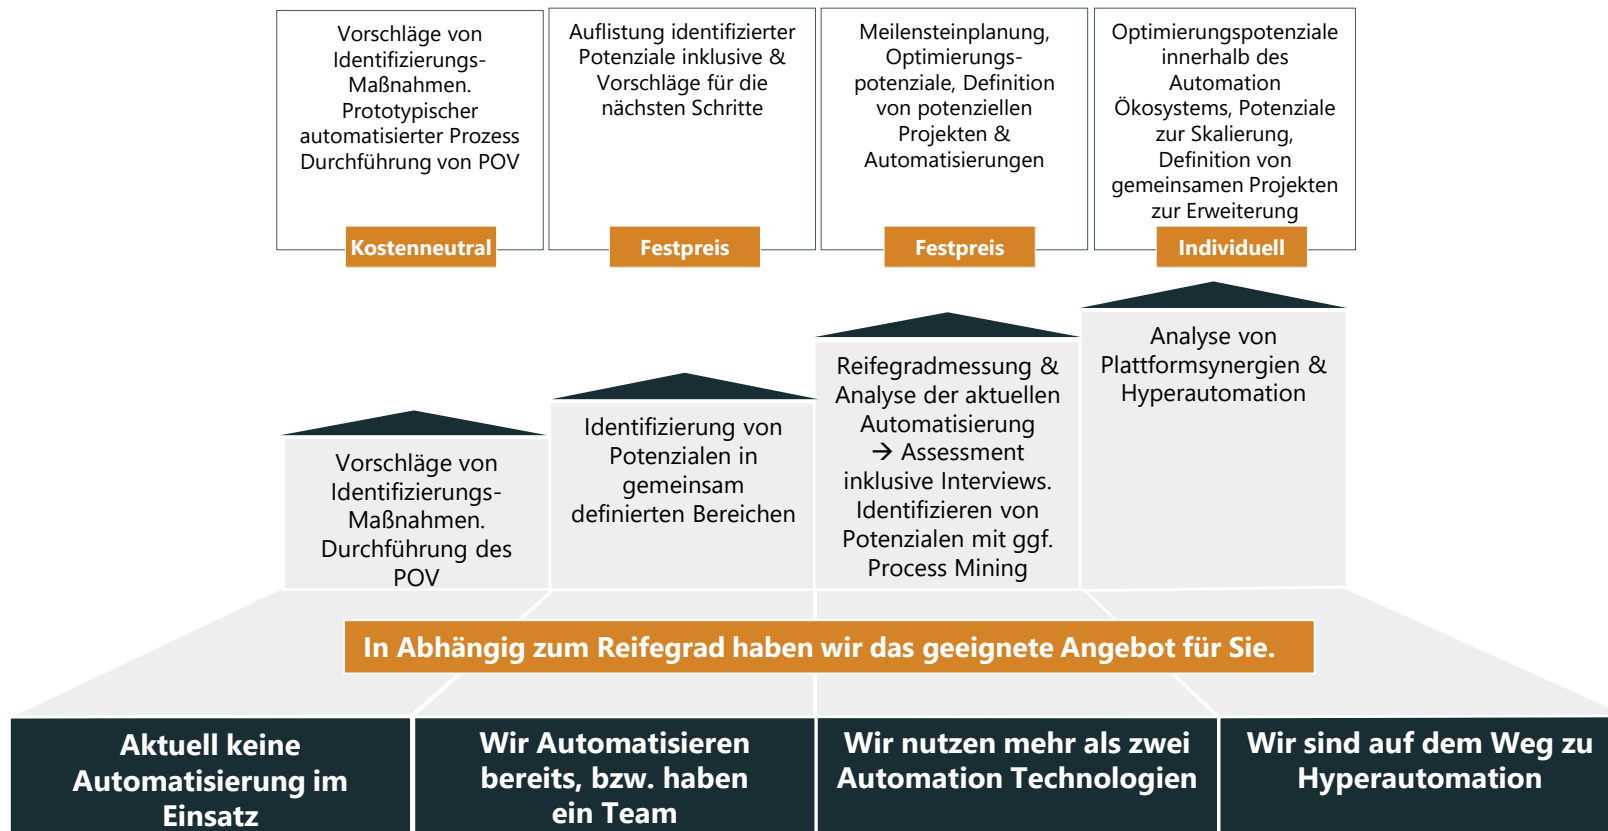 Vorschläge von
Identifizierungs-
Maßnahmen.
Prototypischer
automatisierter Prozess
Durchführung von POV
Kostenneutral
Auflistung identifizierter
Potenziale inklusive &
Vorschläge für die
nächsten Schritte
Festpreis
Meilensteinplanung,
Optimierungs-
potenziale, Definition
von potenziellen
Projekten &
Automatisierungen
Festpreis
Optimierungspotenziale
innerhalb des
Automation
Ökosystems, Potenziale
zur Skalierung,
Definition von
gemeinsamen Projekten
zur Erweiterung
Individuell
Vorschläge von
Identifizierungs-
Maßnahmen.
Durchführung des
POV
Identifizierung von
Potenzialen in
gemeinsam
definierten Bereichen
Reifegradmessung &
Analyse der aktuellen
Automatisierung
→ Assessment
inklusive Interviews.
Identifizieren von
Potenzialen mit ggf.
Process Mining
Analyse von
Plattformsynergien &
Hyperautomation
In Abhängig zum Reifegrad haben wir das geeignete Angebot für Sie.
Aktuell keine
Automatisierung im
Einsatz
Wir Automatisieren
bereits, bzw. haben
ein Team
Wir nutzen mehr als zwei
Automation Technologien
Wir sind auf dem Weg zu
Hyperautomation